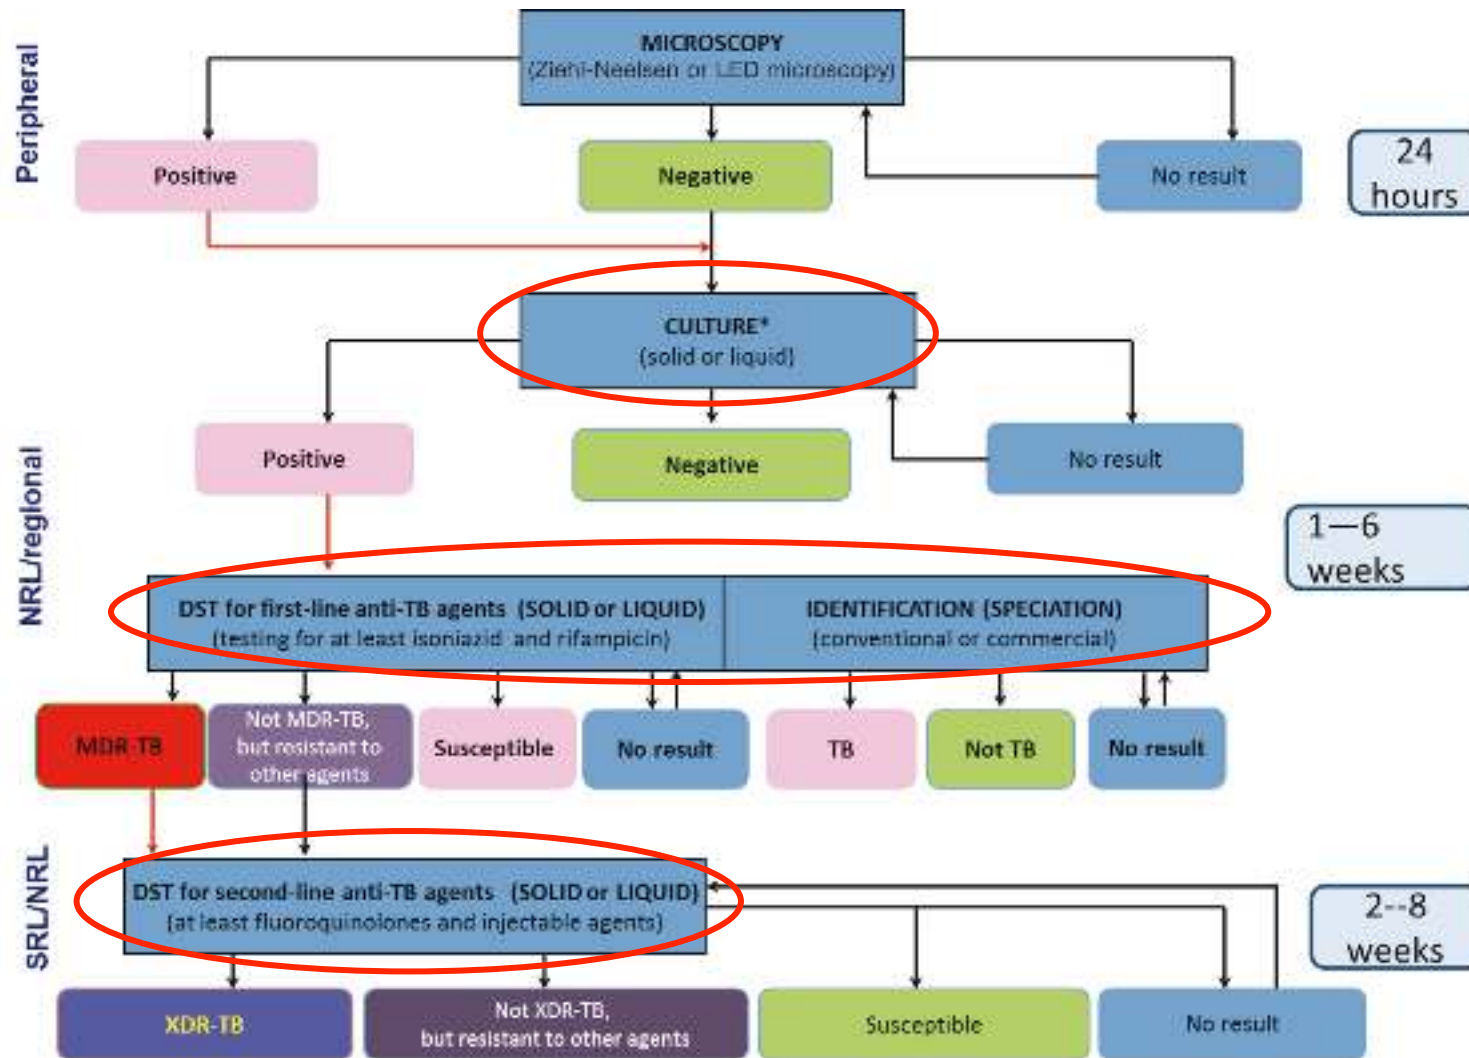 Peripheral
MICROSCOPY
(Ziehl-Neelsen or LED microscopy)
Positive
Negative
No result
24
hours
CULTURE*
(solid or liquid)
NRL/regional
Positive
Negative
No result
1—6
weeks
DST for first-line anti-TB agents (SOLID or LIQUID)
(testing for at least isoniazid and rifampicin)
IDENTIFICATION (SPECIATION)
(conventional or commercial)
MDR-TB
Not MDR-TB,
but resistant to
other agents
Susceptible
No result
TB
Not TB
No result
SRL/NRL
DST for second-line anti-TB agents (SOLID or LIQUID)
(at least fluoroquinolones and injectable agents)
2--8
weeks
XDR-TB
Not XDR-TB,
but resistant to other agents
Susceptible
No result